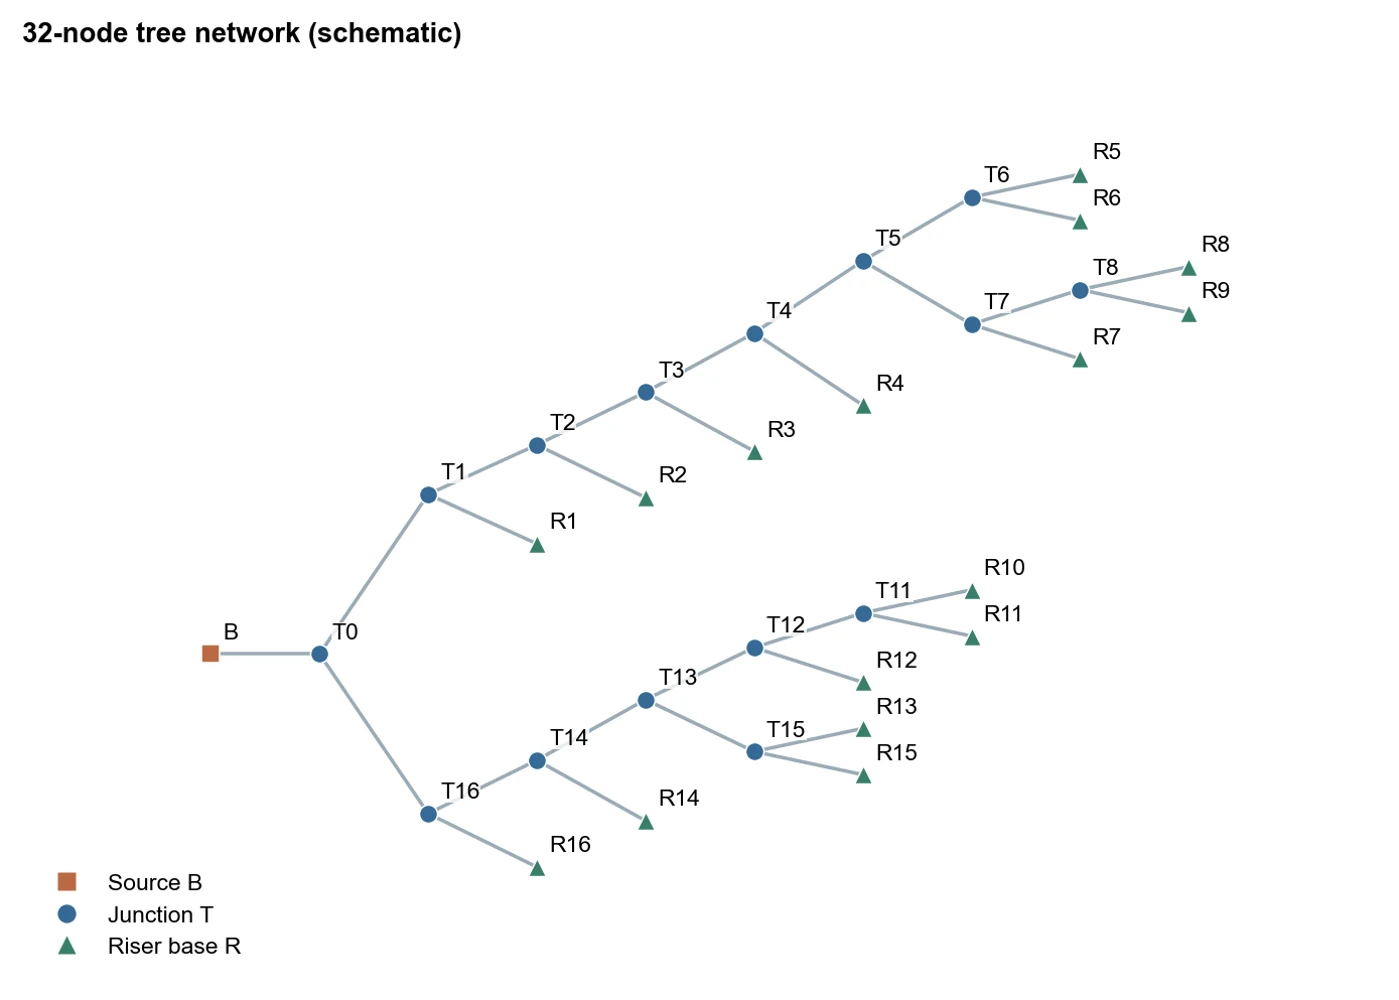 32-node tree network (schematic)
R5
T6
R6
T5
R8
T8
R9
T7
T4
R7
T3
R4
T2
R3
T1
R2
R1
R10
T11
R11
T12
B
T0
R12
T13
R13
T15
T14
R15
T16
R14
R16
Source B
Junction T
Riser base R